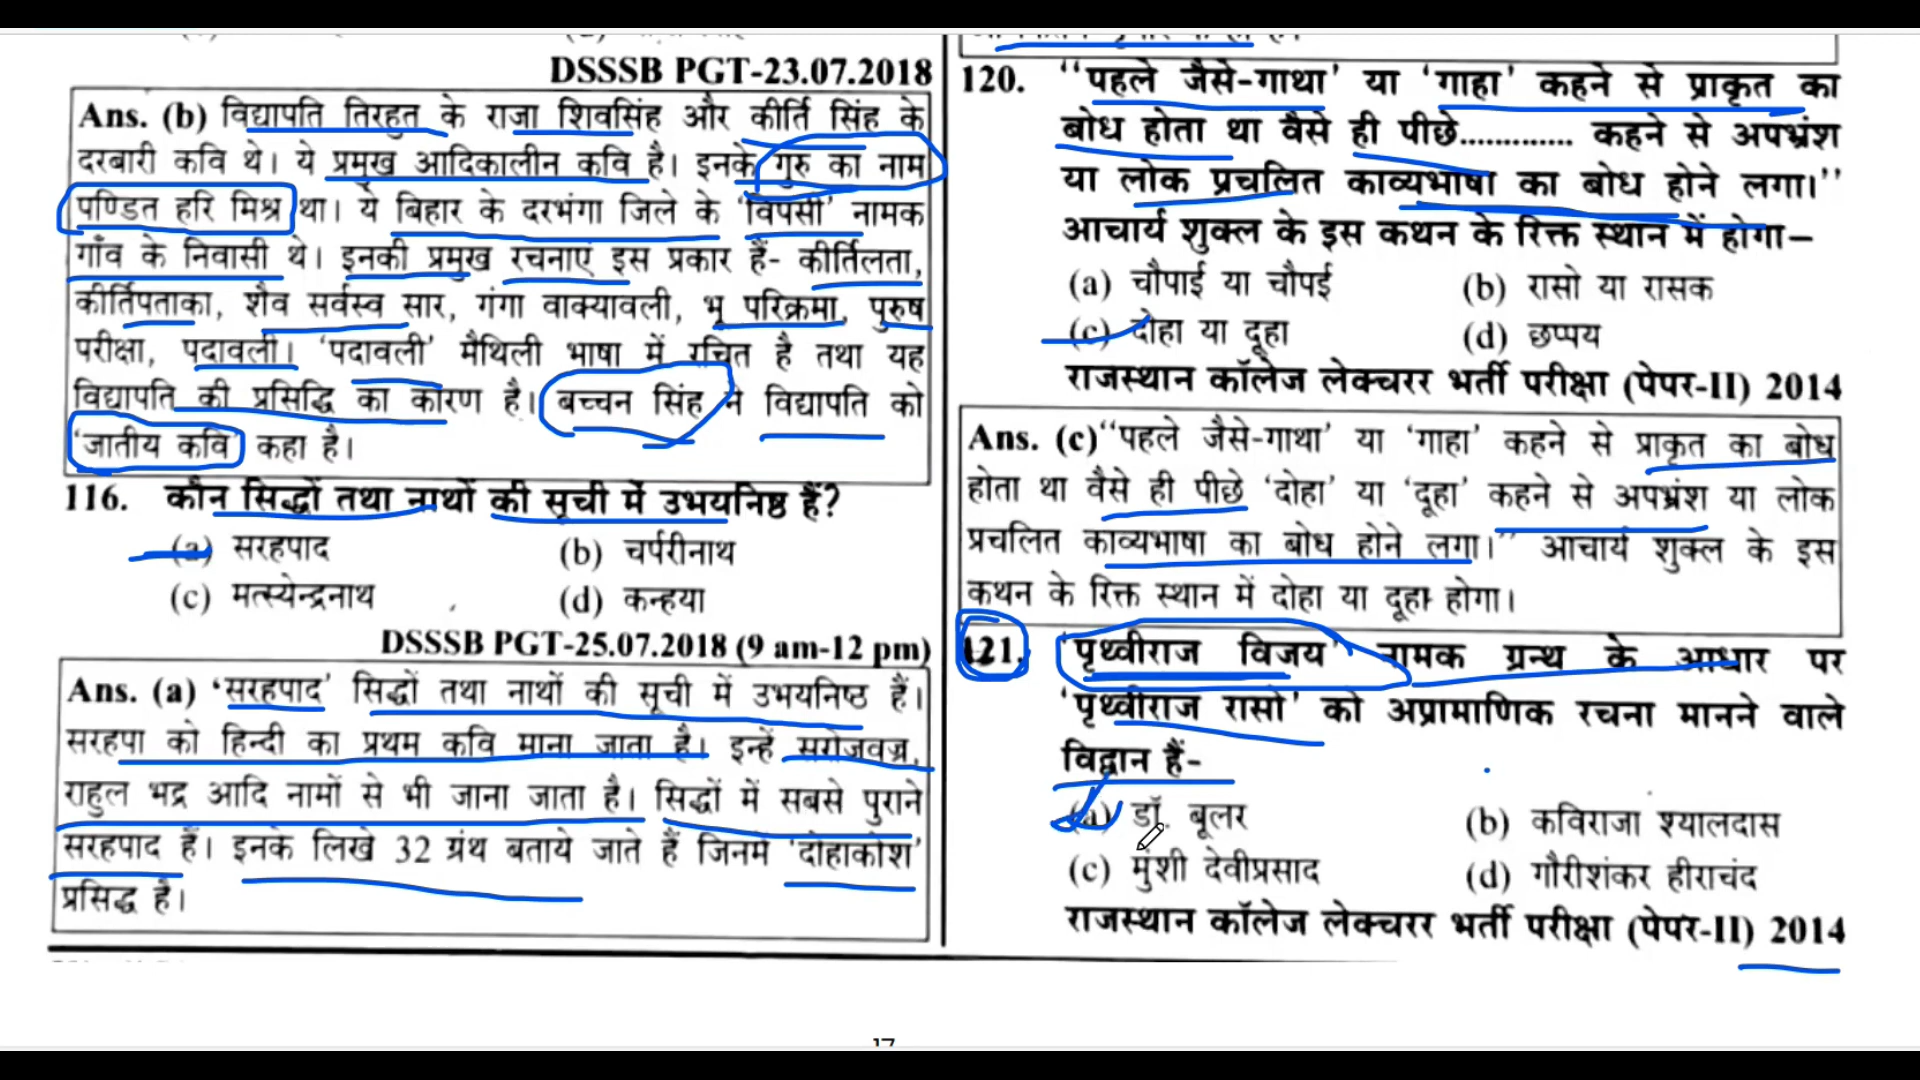 DSSSB PGT-23.07.2018
Ans. (b) विद्यापति तिरहुत के राजा शिवसिंह और कीर्ति सिंह के
दरबारी कवि थे। ये प्रमुख आदिकालीन कवि है। इनके गुरु का नाम
पण्डित हरि मिश्र था। ये बिहार के दरभंगा जिले के 'विपसी' नामक
गाँव के निवासी थे। इनकी प्रमुख रचनाएं इस प्रकार हैं- कीर्तिलता,
कीर्तिपताका, शैव सर्वस्व सार, गंगा वाक्यावली, भू परिक्रमा, पुरुष
परीक्षा, पदावली। 'पदावली' मैथिली भाषा में रचित है तथा यह
विद्यापति की प्रसिद्धि का कारण है। बच्चन सिंह ने विद्यापति को
'जातीय कवि' कहा है।
116. कौन सिद्धों तथा नाथों की सूची में उभयनिष्ठ हैं?
(a) सरहपाद (b) चर्परीनाथ
(c) मत्स्येन्द्रनाथ (d) कन्हया
DSSSB PGT-25.07.2018 (9 am-12 pm)
Ans. (a) 'सरहपाद' सिद्धों तथा नाथों की सूची में उभयनिष्ठ हैं।
सरहपा को हिन्दी का प्रथम कवि माना जाता है। इन्हें सरोजवज्र,
राहुल भद्र आदि नामों से भी जाना जाता है। सिद्धों में सबसे पुराने
सरहपाद हैं। इनके लिखे 32 ग्रंथ बताये जाते हैं जिनमें 'दोहाकोश'
प्रसिद्ध है।
120. "पहले जैसे-गाथा' या 'गाहा' कहने से प्राकृत का
बोध होता था वैसे ही पीछे............. कहने से अपभ्रंश
या लोक प्रचलित काव्यभाषा का बोध होने लगा।"
आचार्य शुक्ल के इस कथन के रिक्त स्थान में होगा–
(a) चौपाई या चौपई (b) रासो या रासक
(c) दोहा या दूहा (d) छप्पय
राजस्थान कॉलेज लेक्चरर भर्ती परीक्षा (पेपर-II) 2014
Ans. (c)"पहले जैसे-गाथा' या 'गाहा' कहने से प्राकृत का बोध
होता था वैसे ही पीछे 'दोहा' या 'दूहा' कहने से अपभ्रंश या लोक
प्रचलित काव्यभाषा का बोध होने लगा।" आचार्य शुक्ल के इस
कथन के रिक्त स्थान में दोहा या दूहा होगा।
121. 'पृथ्वीराज विजय' नामक ग्रन्थ के आधार पर
'पृथ्वीराज रासो' को अप्रामाणिक रचना मानने वाले
विद्वान हैं-
(a) डॉ. बूलर (b) कविराजा श्यालदास
(c) मुंशी देवीप्रसाद (d) गौरीशंकर हीराचंद
राजस्थान कॉलेज लेक्चरर भर्ती परीक्षा (पेपर-II) 2014
17